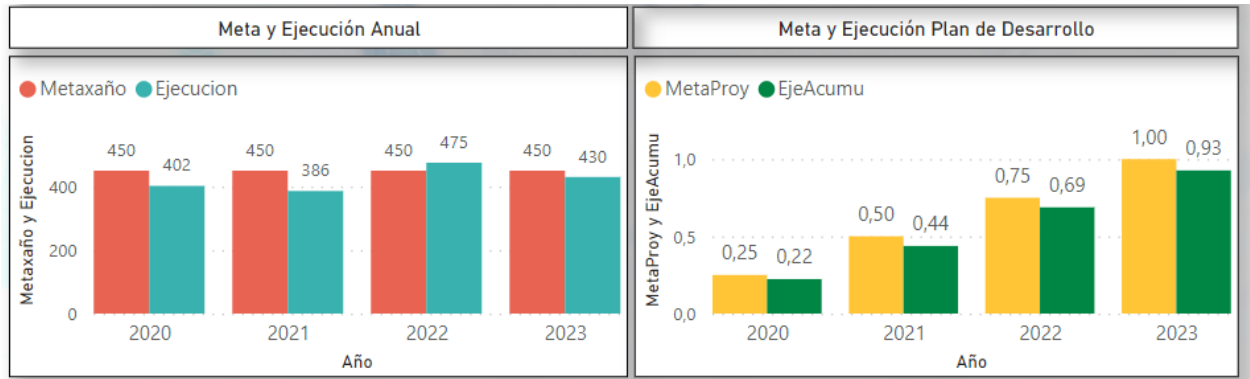 Meta y Ejecución Anual
Metaxaño Ejecucion
Metaxaño y Ejecucion
400
200
0
450 402
450 386
450 475
450 430
2020 2021 2022 2023
Año
Meta y Ejecución Plan de Desarrollo
MetaProy EjeAcumu
MetaProy y EjeAcumu
1,0
0,5
0,0
0,25 0,22
0,50 0,44
0,75 0,69
1,00 0,93
2020 2021 2022 2023
Año